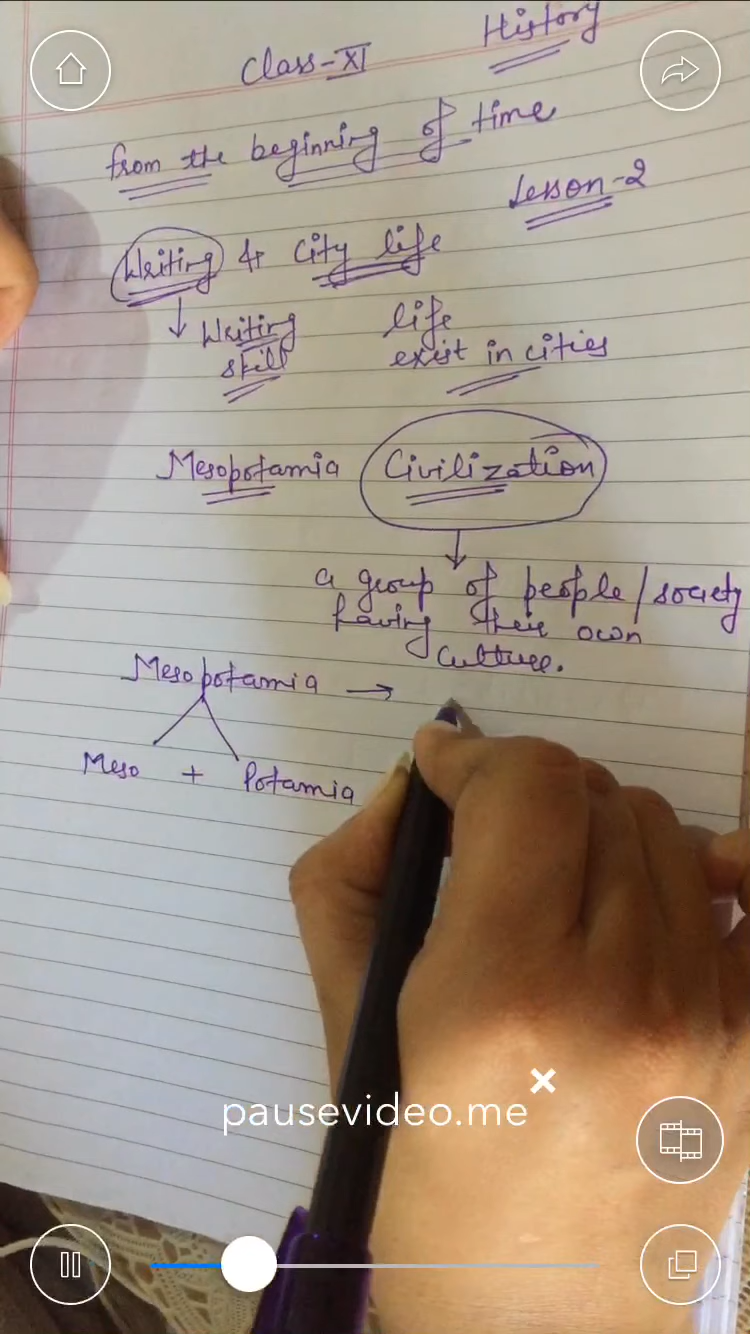 History
Class-XI
from the beginning of time
Lesson-2
Writing & City life
Writing skill
life exist in cities
Mesopotamia Civilization
a group of people/society
having their own
culture.
Mesopotamia →
Meso + Potamia
pausevideo.me